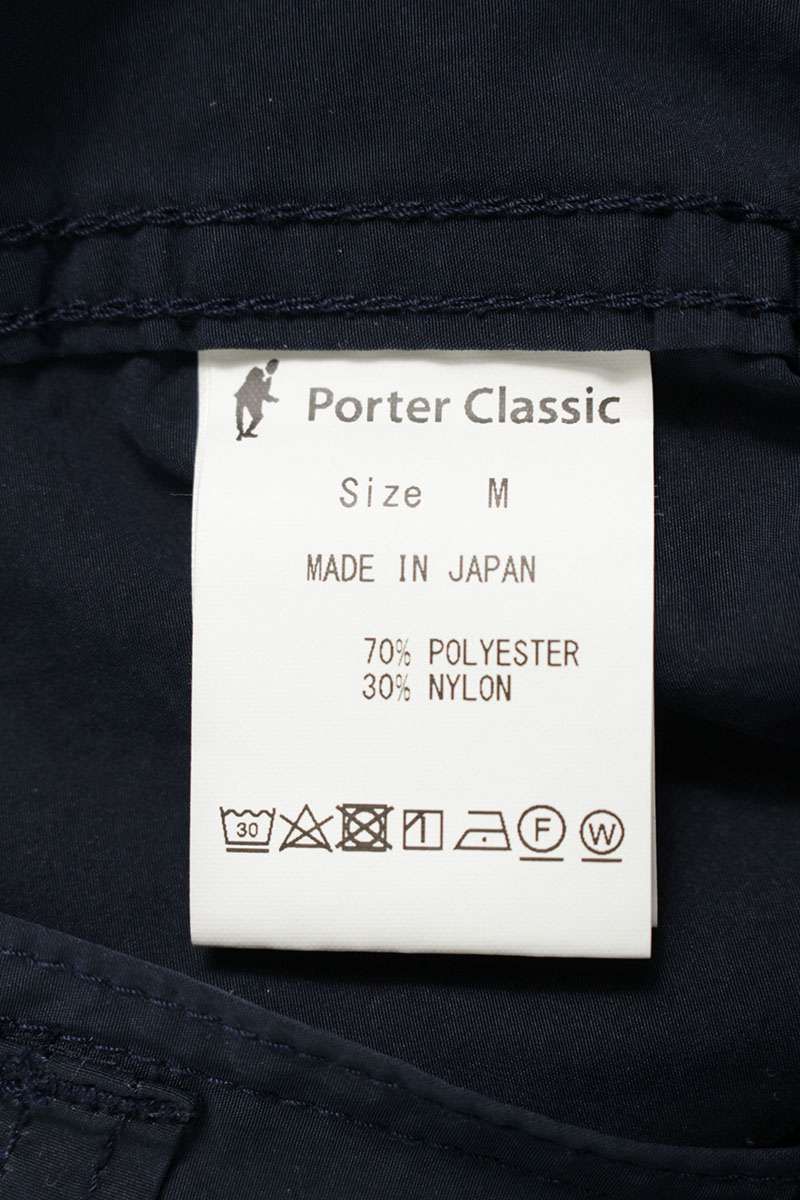 Porter Classic
Size M
MADE IN JAPAN
70% POLYESTER
30% NYLON
30 F W